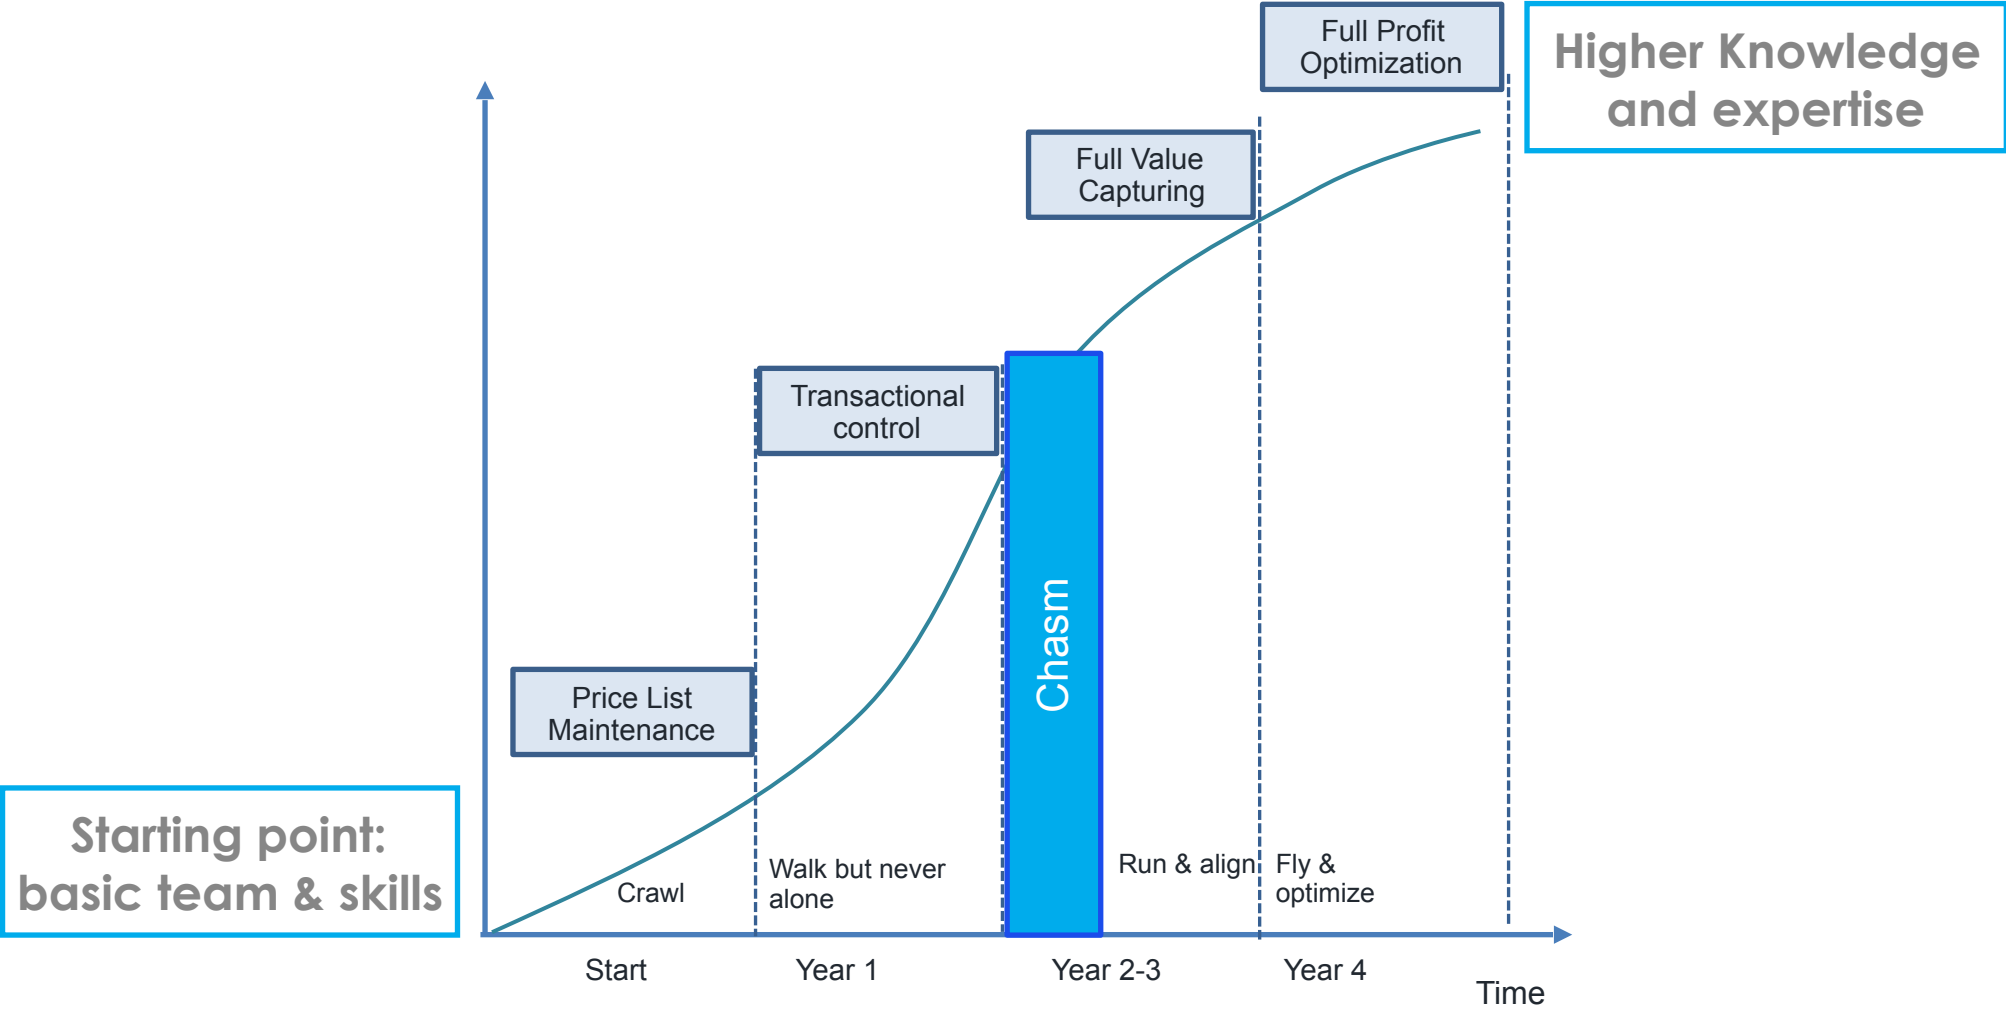 Full Profit
Optimization
Higher Knowledge
and expertise
Full Value
Capturing
Transactional
control
Chasm
Price List
Maintenance
Starting point:
basic team & skills
Crawl
Walk but never
alone
Run & align
Fly &
optimize
Start
Year 1
Year 2-3
Year 4
Time